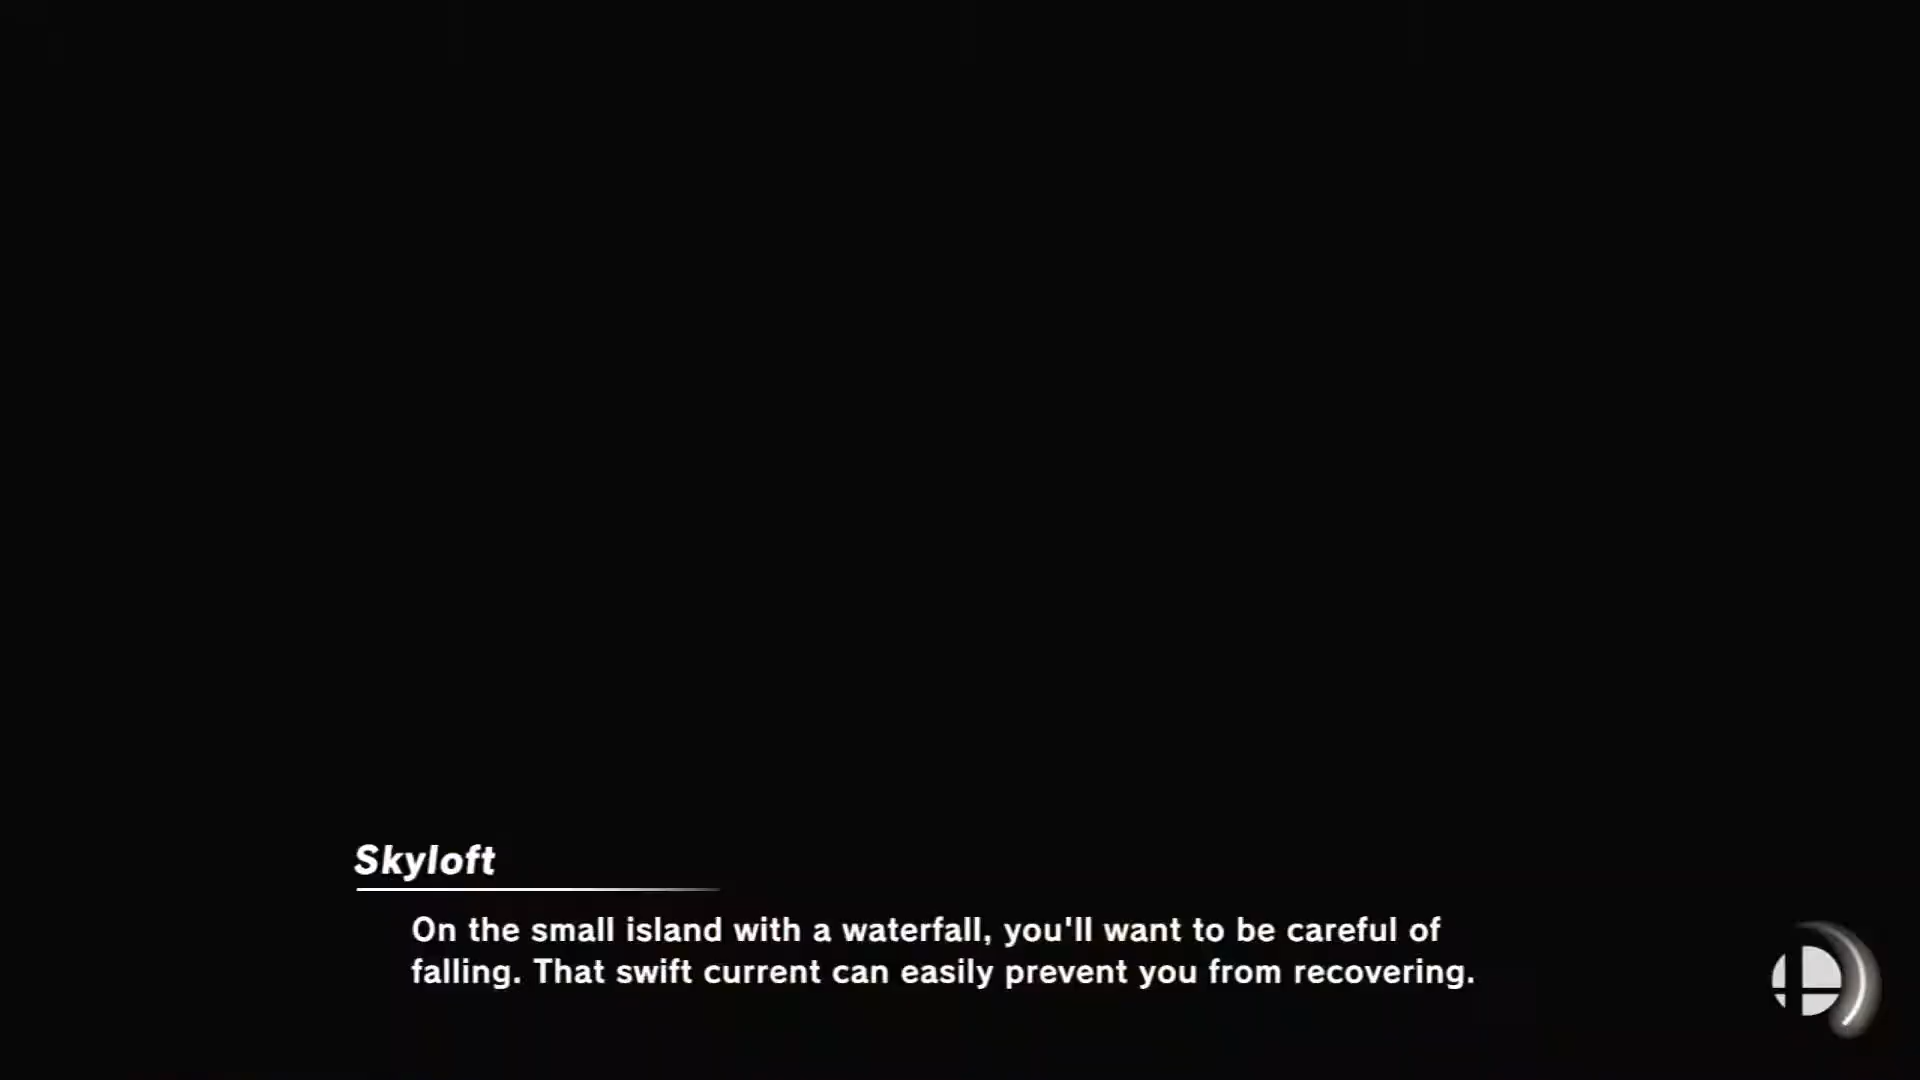 Skyloft
On the small island with a waterfall, you'll want to be careful of
falling. That swift current can easily prevent you from recovering.